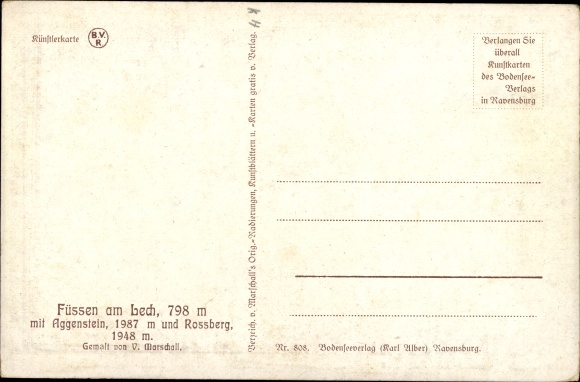 Künstlerkarte B.V.
R
Füssen am Lech, 798 m
mit Aggenstein, 1987 m und Rossberg,
1948 m.
Gemalt von V. Marschall.
Verzeich. v. Marschall's Orig.=Radierungen, Kunstblättern u. =Karten gratis v. Verlag.
Verlangen Sie
überall
Kunstkarten
des Bodensee=
Verlags
in Ravensburg
Nr. 808. Bodenseeverlag (Karl Alber) Ravensburg.